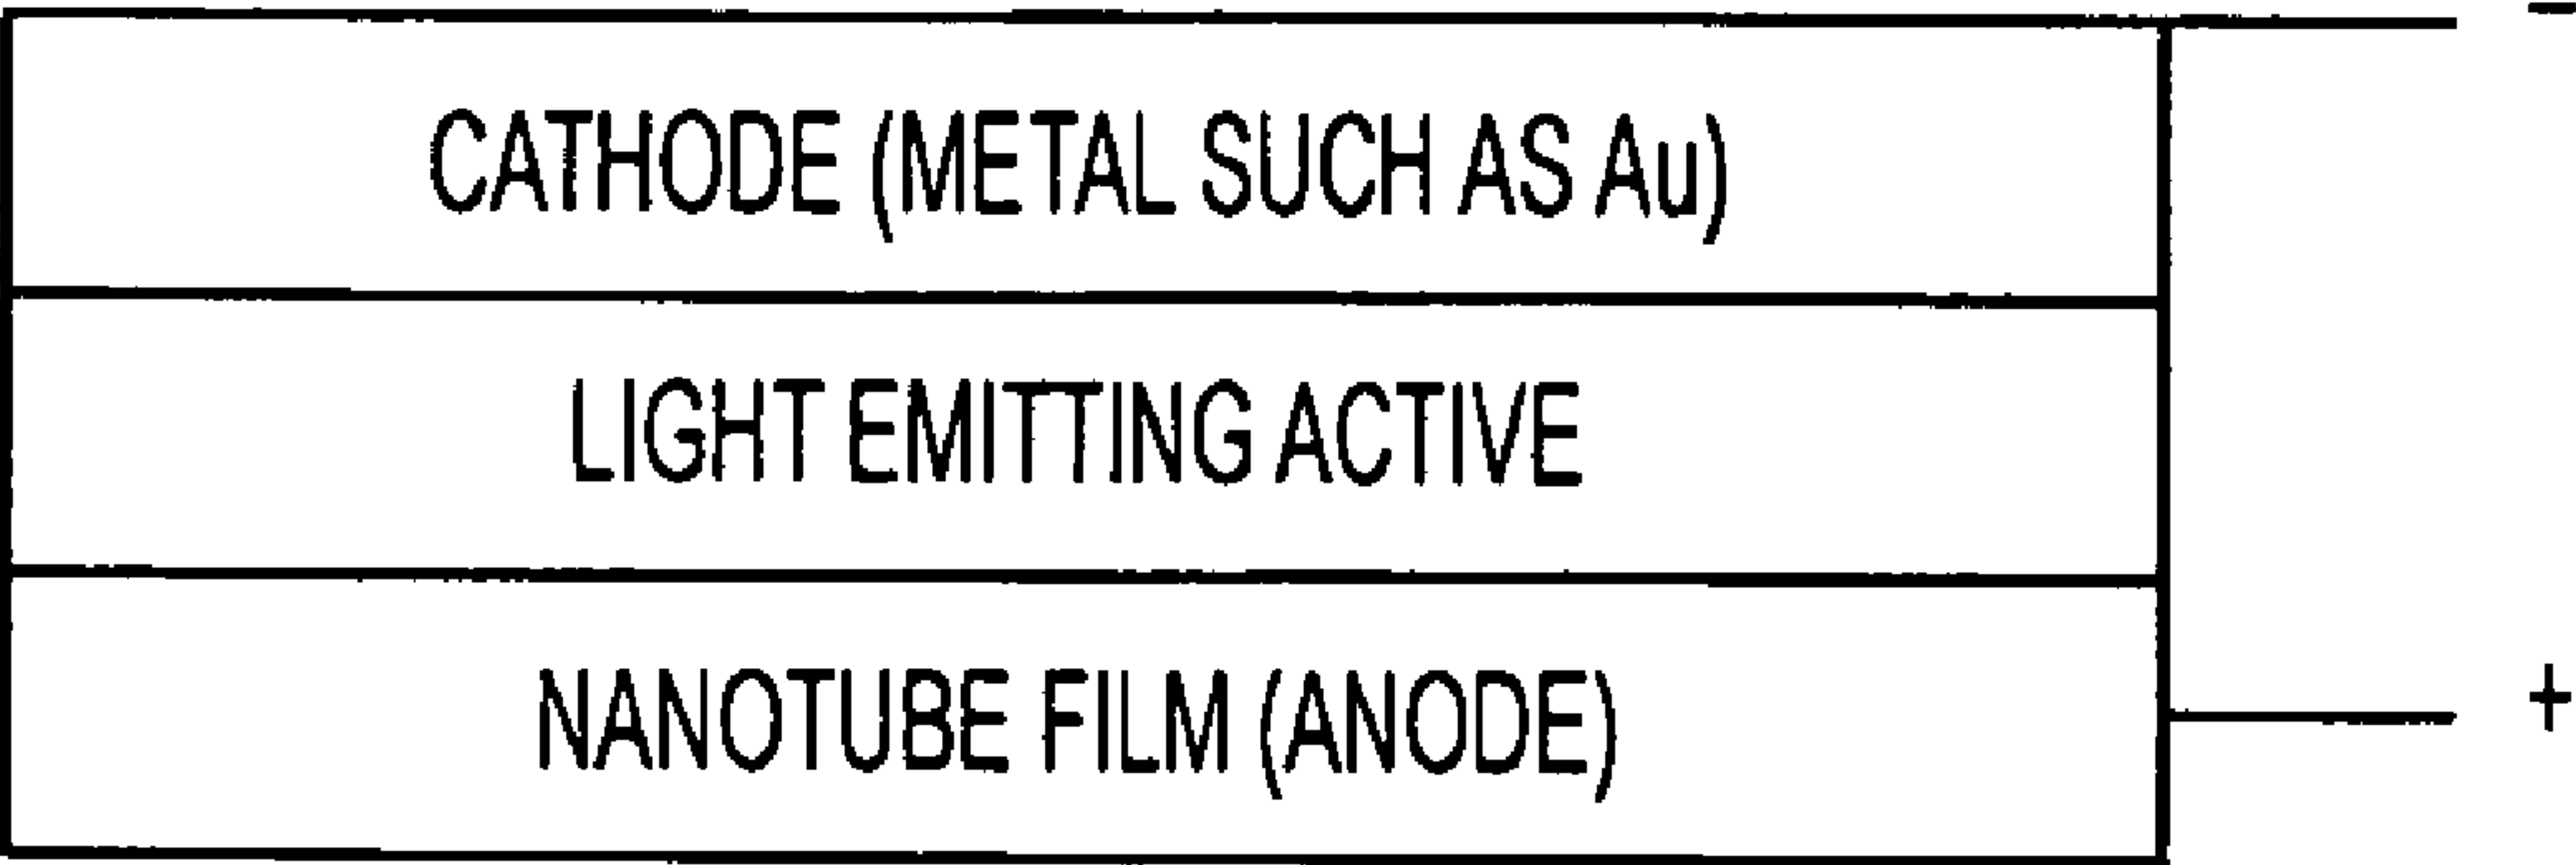 -
CATHODE (METAL SUCH AS Au)
LIGHT EMITTING ACTIVE
NANOTUBE FILM (ANODE)
+